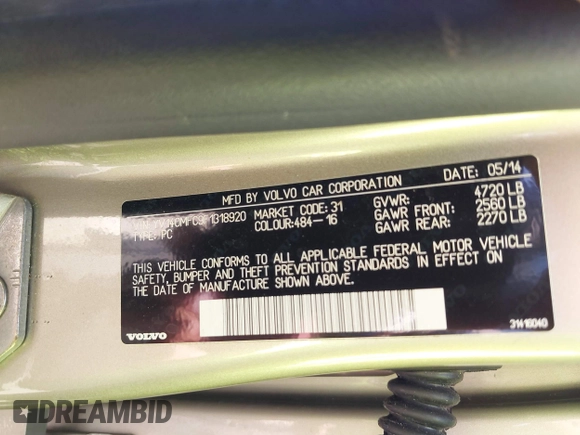 MFD BY VOLVO CAR CORPORATION DATE: 05/14
TYPE: PC
MARKET CODE: 31
COLOUR: 484-16
GVWR: 4720 LB
GAWR FRONT: 2560 LB
GAWR REAR: 2270 LB
THIS VEHICLE CONFORMS TO ALL APPLICABLE FEDERAL MOTOR VEHICLE
SAFETY, BUMPER AND THEFT PREVENTION STANDARDS IN EFFECT ON
THE DATE OF MANUFACTURE SHOWN ABOVE.
VOLVO
31416040
DREAMBID